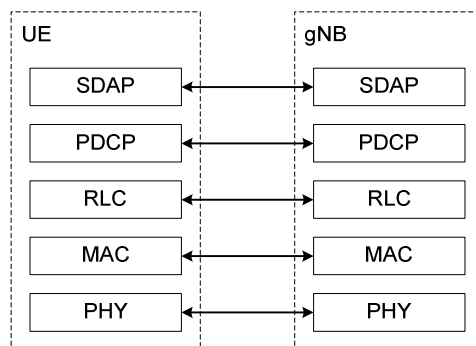 UE gNB
SDAP SDAP
PDCP PDCP
RLC RLC
MAC MAC
PHY PHY